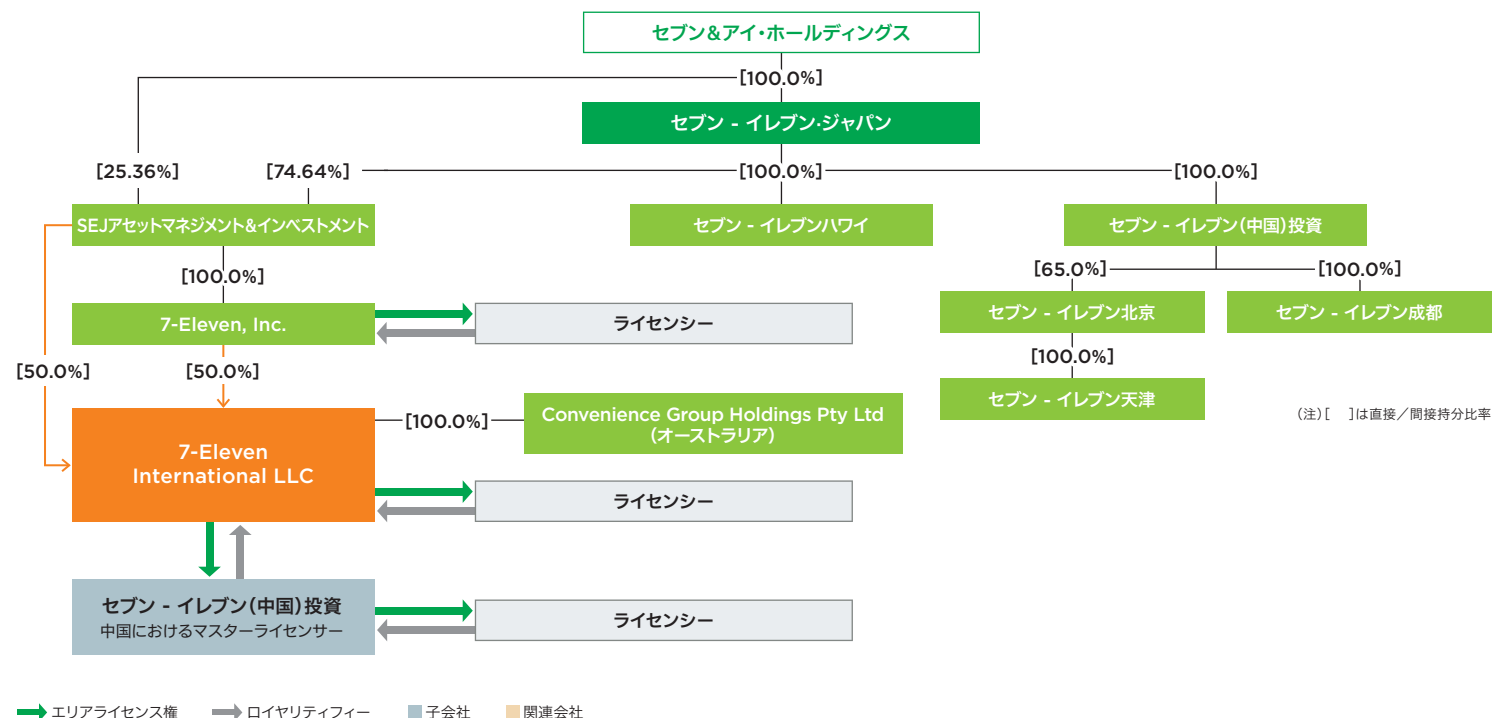 セブン&アイ・ホールディングス
[100.0%]
セブン - イレブン・ジャパン
[25.36%]
[74.64%]
[100.0%]
[100.0%]
SEJアセットマネジメント&インベストメント
セブン - イレブンハワイ
セブン - イレブン(中国)投資
[100.0%]
[65.0%]
[100.0%]
7-Eleven, Inc.
ライセンシー
セブン - イレブン北京
セブン - イレブン成都
[50.0%]
[50.0%]
[100.0%]
セブン - イレブン天津
(注)[ ]は直接/間接持分比率
7-Eleven
International LLC
[100.0%]
Convenience Group Holdings Pty Ltd
(オーストラリア)
ライセンシー
セブン - イレブン(中国)投資
中国におけるマスターライセンサー
ライセンシー
エリアライセンス権 ロイヤリティフィー 子会社 関連会社